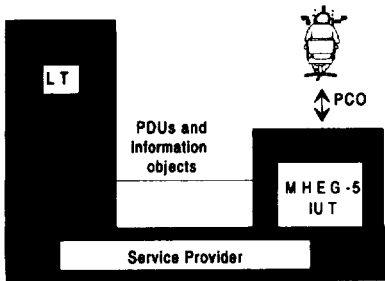 LT
PCO
PDUs and
Information
objects
MHEG-5
IUT
Service Provider